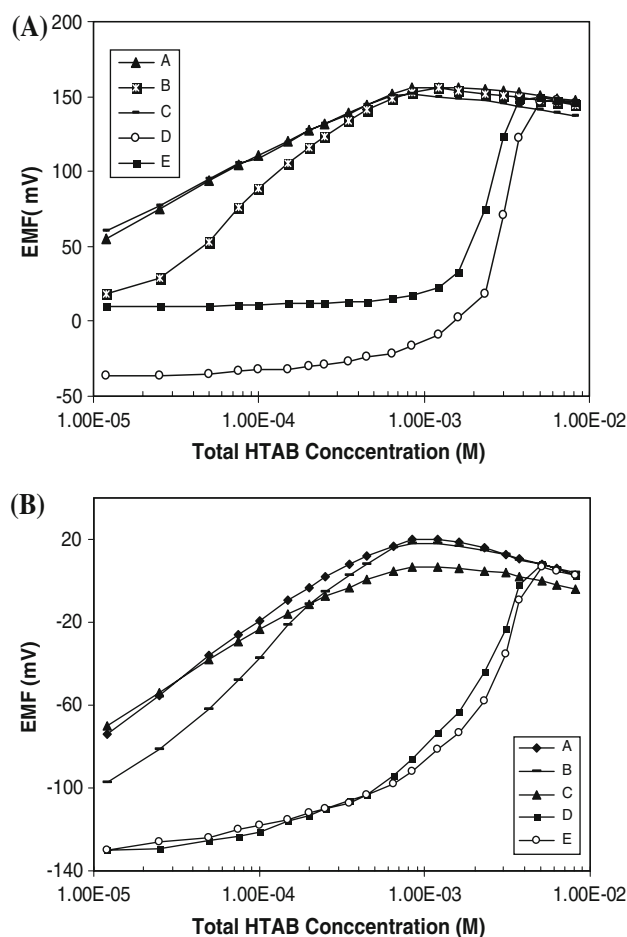 (A)
200
150
100
50
0
-50
EMF( mV)
A
B
C
D
E
1.00E-05
1.00E-04
1.00E-03
1.00E-02
Total HTAB Conccentration (M)
(B)
20
-20
-60
-100
-140
EMF (mV)
A
B
C
D
E
1.00E-05
1.00E-04
1.00E-03
1.00E-02
Total HTAB Conccentration (M)